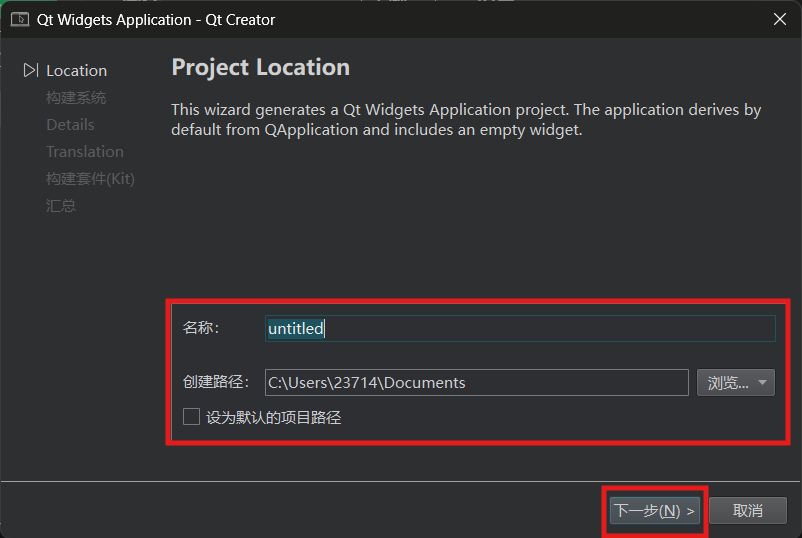 Qt Widgets Application - Qt Creator
Location
构建系统
Details
Translation
构建套件(Kit)
汇总
Project Location
This wizard generates a Qt Widgets Application project. The application derives by
default from QApplication and includes an empty widget.
名称：
untitled
创建路径：
C:\Users\23714\Documents
浏览...
设为默认的项目路径
下一步(N) >
取消